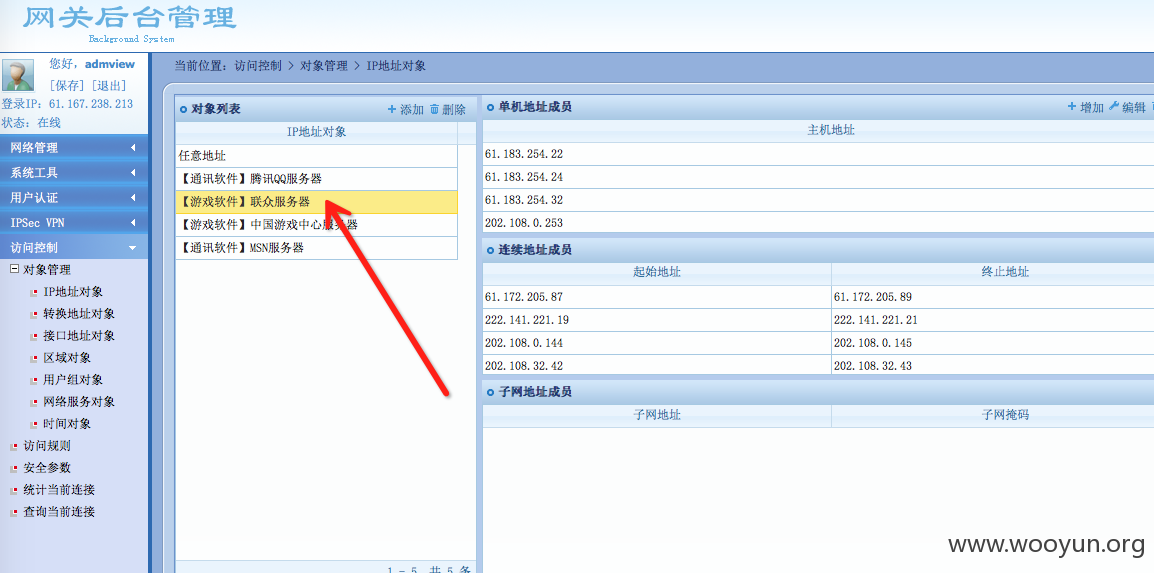 网关后台管理
Background System
您好，admview
[保存] [退出]
登录IP: 61.167.238.213
状态: 在线
网络管理
系统工具
用户认证
IPSec VPN
访问控制
对象管理
IP地址对象
转换地址对象
接口地址对象
区域对象
用户组对象
网络服务对象
时间对象
访问规则
安全参数
统计当前连接
查询当前连接
当前位置: 访问控制 > 对象管理 > IP地址对象
对象列表 添加 删除
IP地址对象
任意地址
【通讯软件】腾讯QQ服务器
【游戏软件】联众服务器
【游戏软件】中国游戏中心服务器
【通讯软件】MSN服务器
1 - 5 共 5 条
单机地址成员 增加 编辑
主机地址
61.183.254.22
61.183.254.24
61.183.254.32
202.108.0.253
连续地址成员
起始地址 终止地址
61.172.205.87 61.172.205.89
222.141.221.19 222.141.221.21
202.108.0.144 202.108.0.145
202.108.32.42 202.108.32.43
子网地址成员
子网地址 子网掩码
www.wooyun.org